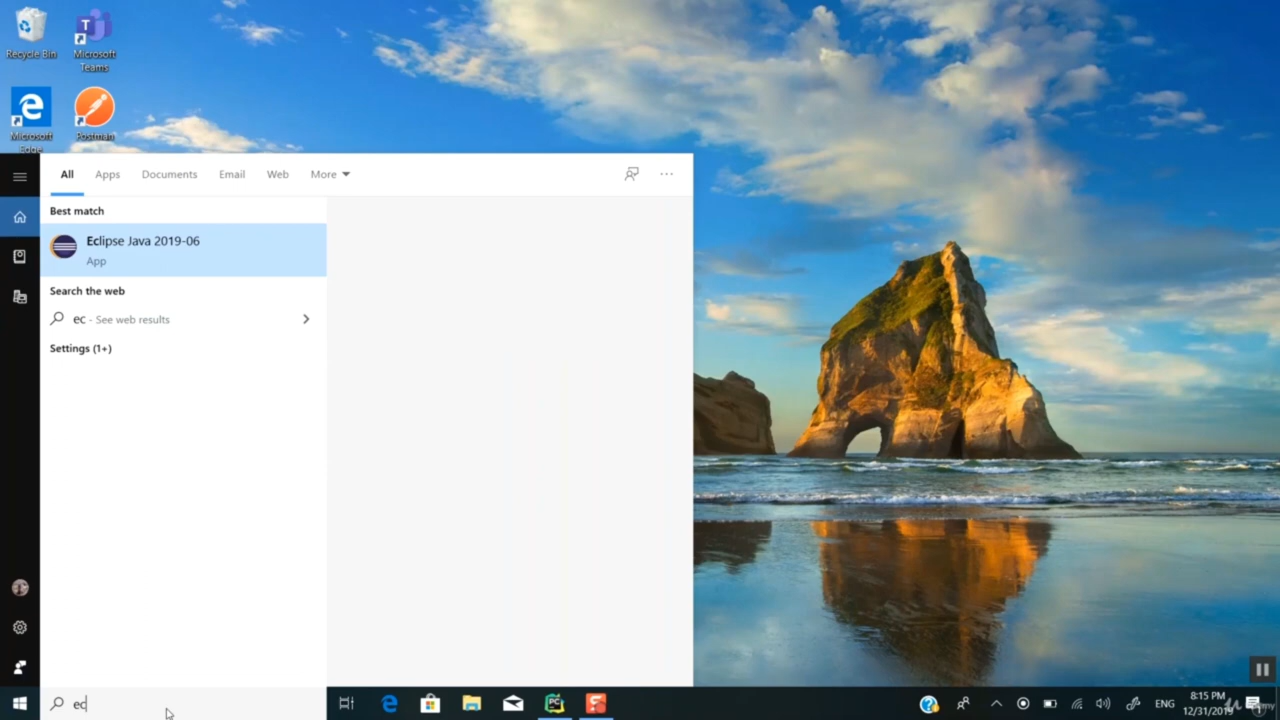 Recycle Bin
Microsoft Teams
Microsoft Edge
Postman
All Apps Documents Email Web More
Best match
Eclipse Java 2019-06
App
Search the web
ec - See web results
Settings (1+)
ec
PC
ENG
8:15 PM
12/31/2019